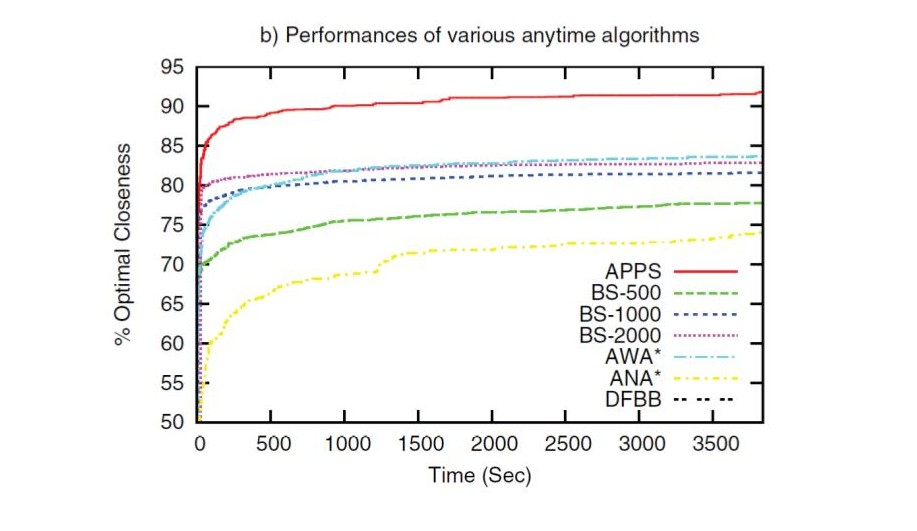 b) Performances of various anytime algorithms
95
90
85
80
75
70
65
60
55
50
% Optimal Closeness
APPS
BS-500
BS-1000
BS-2000
AWA*
ANA*
DFBB
0 500 1000 1500 2000 2500 3000 3500
Time (Sec)